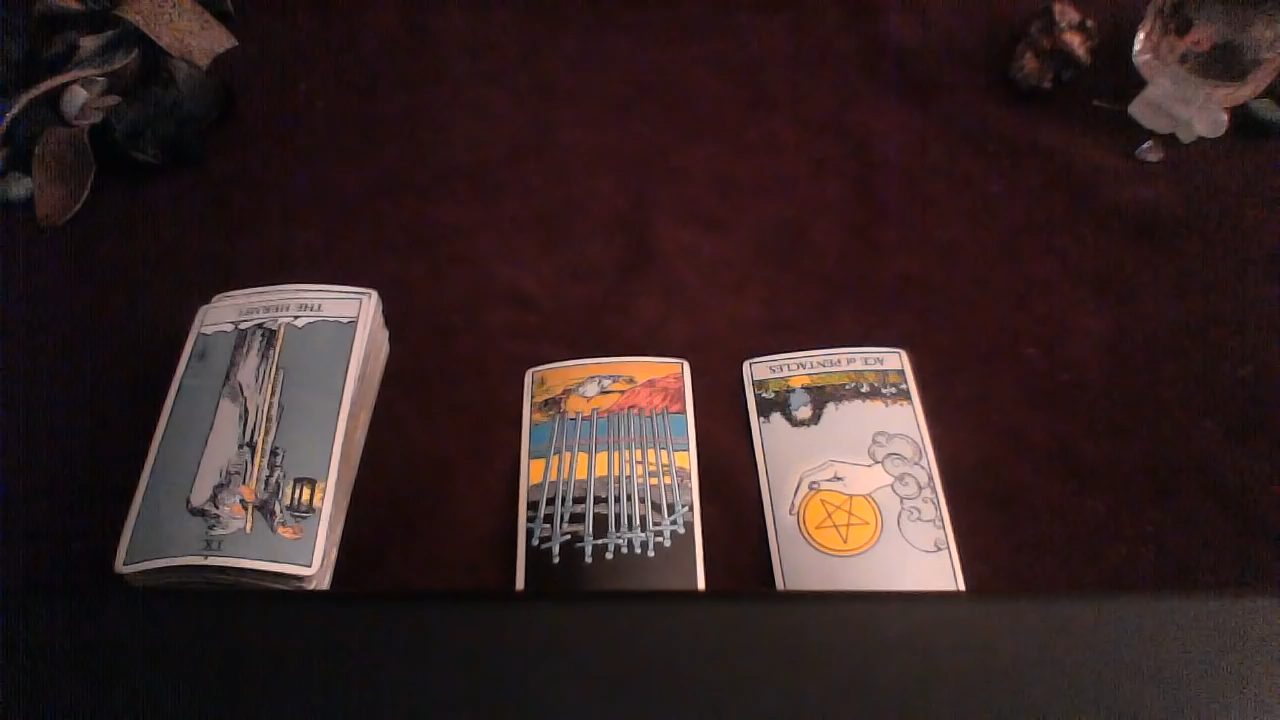 THE HERMIT.
IX
ACE of PENTACLES.